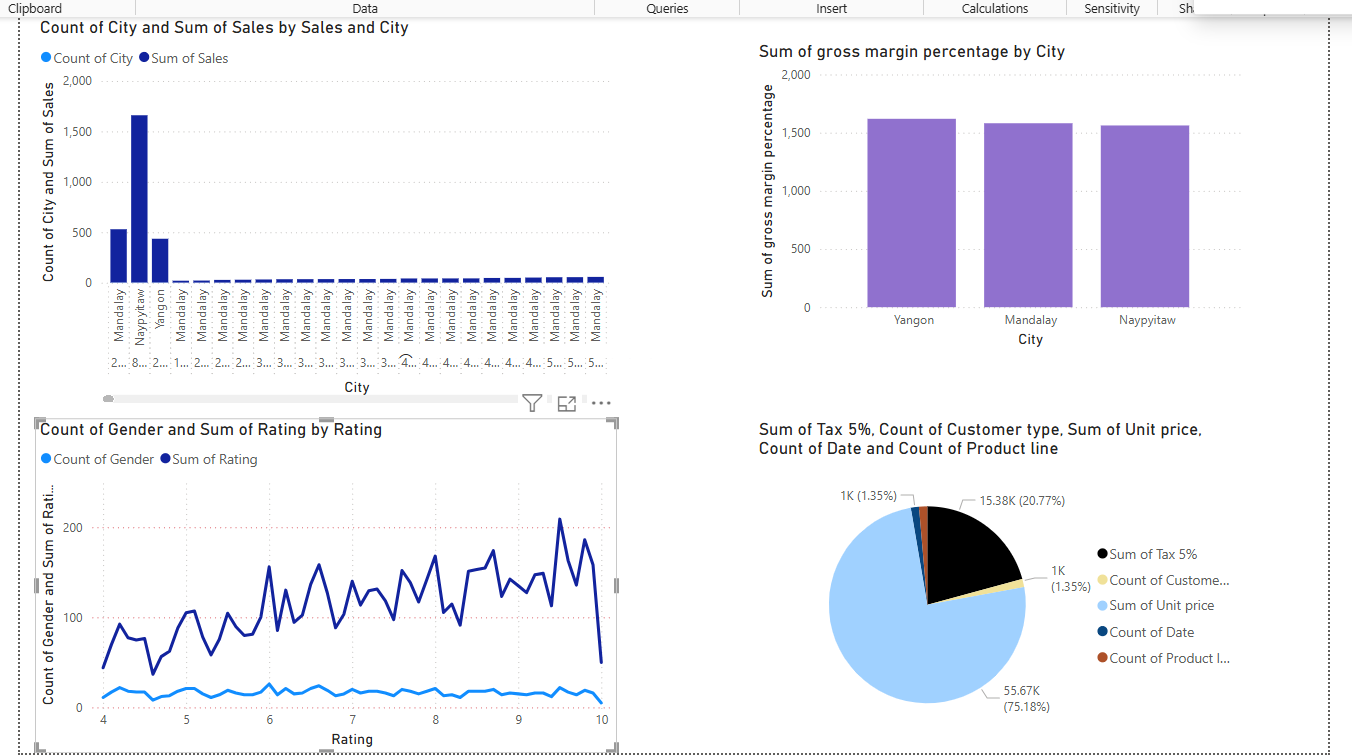 Clipboard Data Queries Insert Calculations Sensitivity
Count of City and Sum of Sales by Sales and City
Count of City Sum of Sales
Count of City and Sum of Sales
2,000
1,500
1,000
500
0
Mandalay Naypyitaw Yangon Mandalay Mandalay Mandalay Mandalay Mandalay Mandalay Mandalay Mandalay Mandalay Mandalay Mandalay Mandalay Mandalay Mandalay Mandalay Mandalay Mandalay Mandalay Mandalay Mandalay Mandalay
2... 8... 2... 1... 2... 2... 2... 3... 3... 3... 3... 3... 3... 3... 4... 4... 4... 4... 4... 4... 4... 5... 5... 5...
City
Sum of gross margin percentage by City
Sum of gross margin percentage
2,000
1,500
1,000
500
0
Yangon Mandalay Naypyitaw
City
Count of Gender and Sum of Rating by Rating
Count of Gender Sum of Rating
Count of Gender and Sum of Rati...
200
100
0
4 5 6 7 8 9 10
Rating
Sum of Tax 5%, Count of Customer type, Sum of Unit price,
Count of Date and Count of Product line
1K (1.35%)
15.38K (20.77%)
1K
(1.35%)
55.67K
(75.18%)
Sum of Tax 5%
Count of Custome...
Sum of Unit price
Count of Date
Count of Product l...